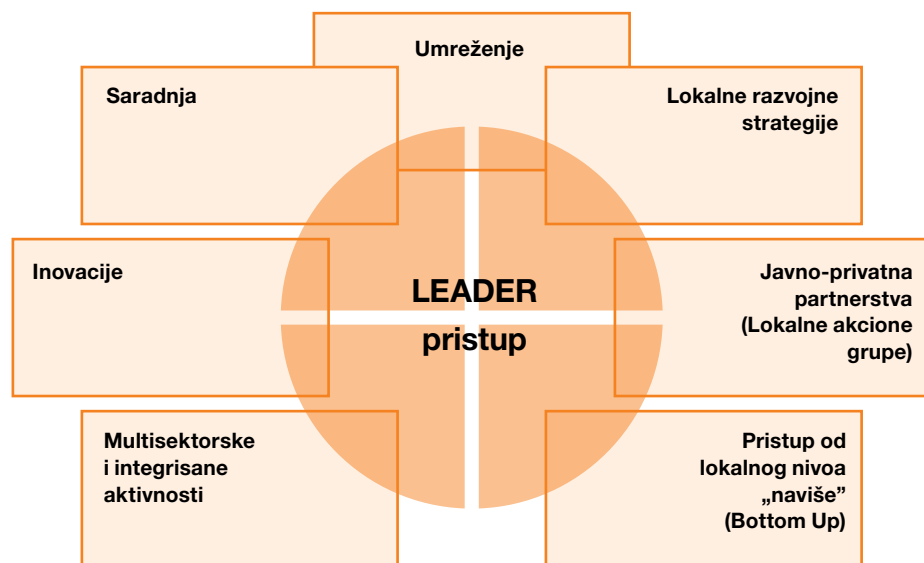 Umreženje
Saradnja
Lokalne razvojne
strategije
Inovacije
LEADER
pristup
Javno-privatna
partnerstva
(Lokalne akcione
grupe)
Multisektorske
i integrisane
aktivnosti
Pristup od
lokalnog nivoa
„naviše”
(Bottom Up)